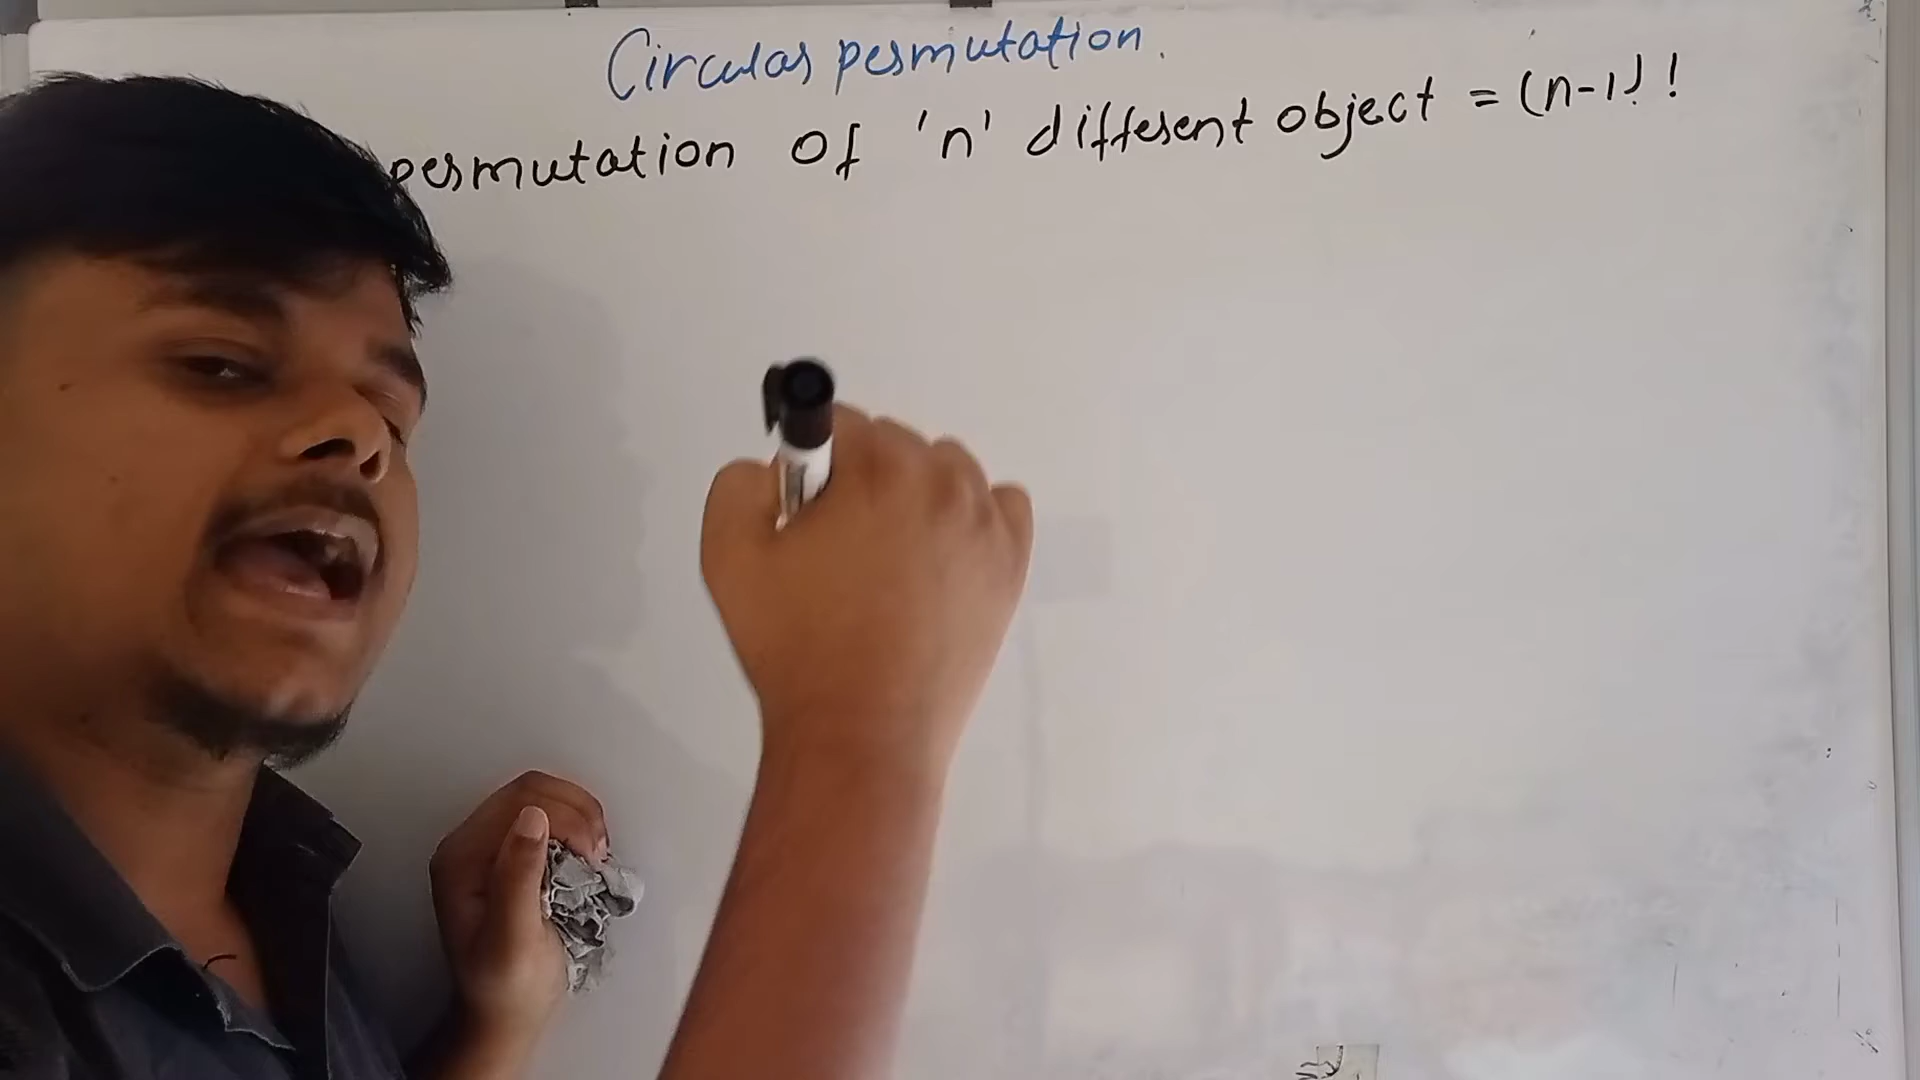 Circular permutation.
permutation of 'n' different object = (n-1)!